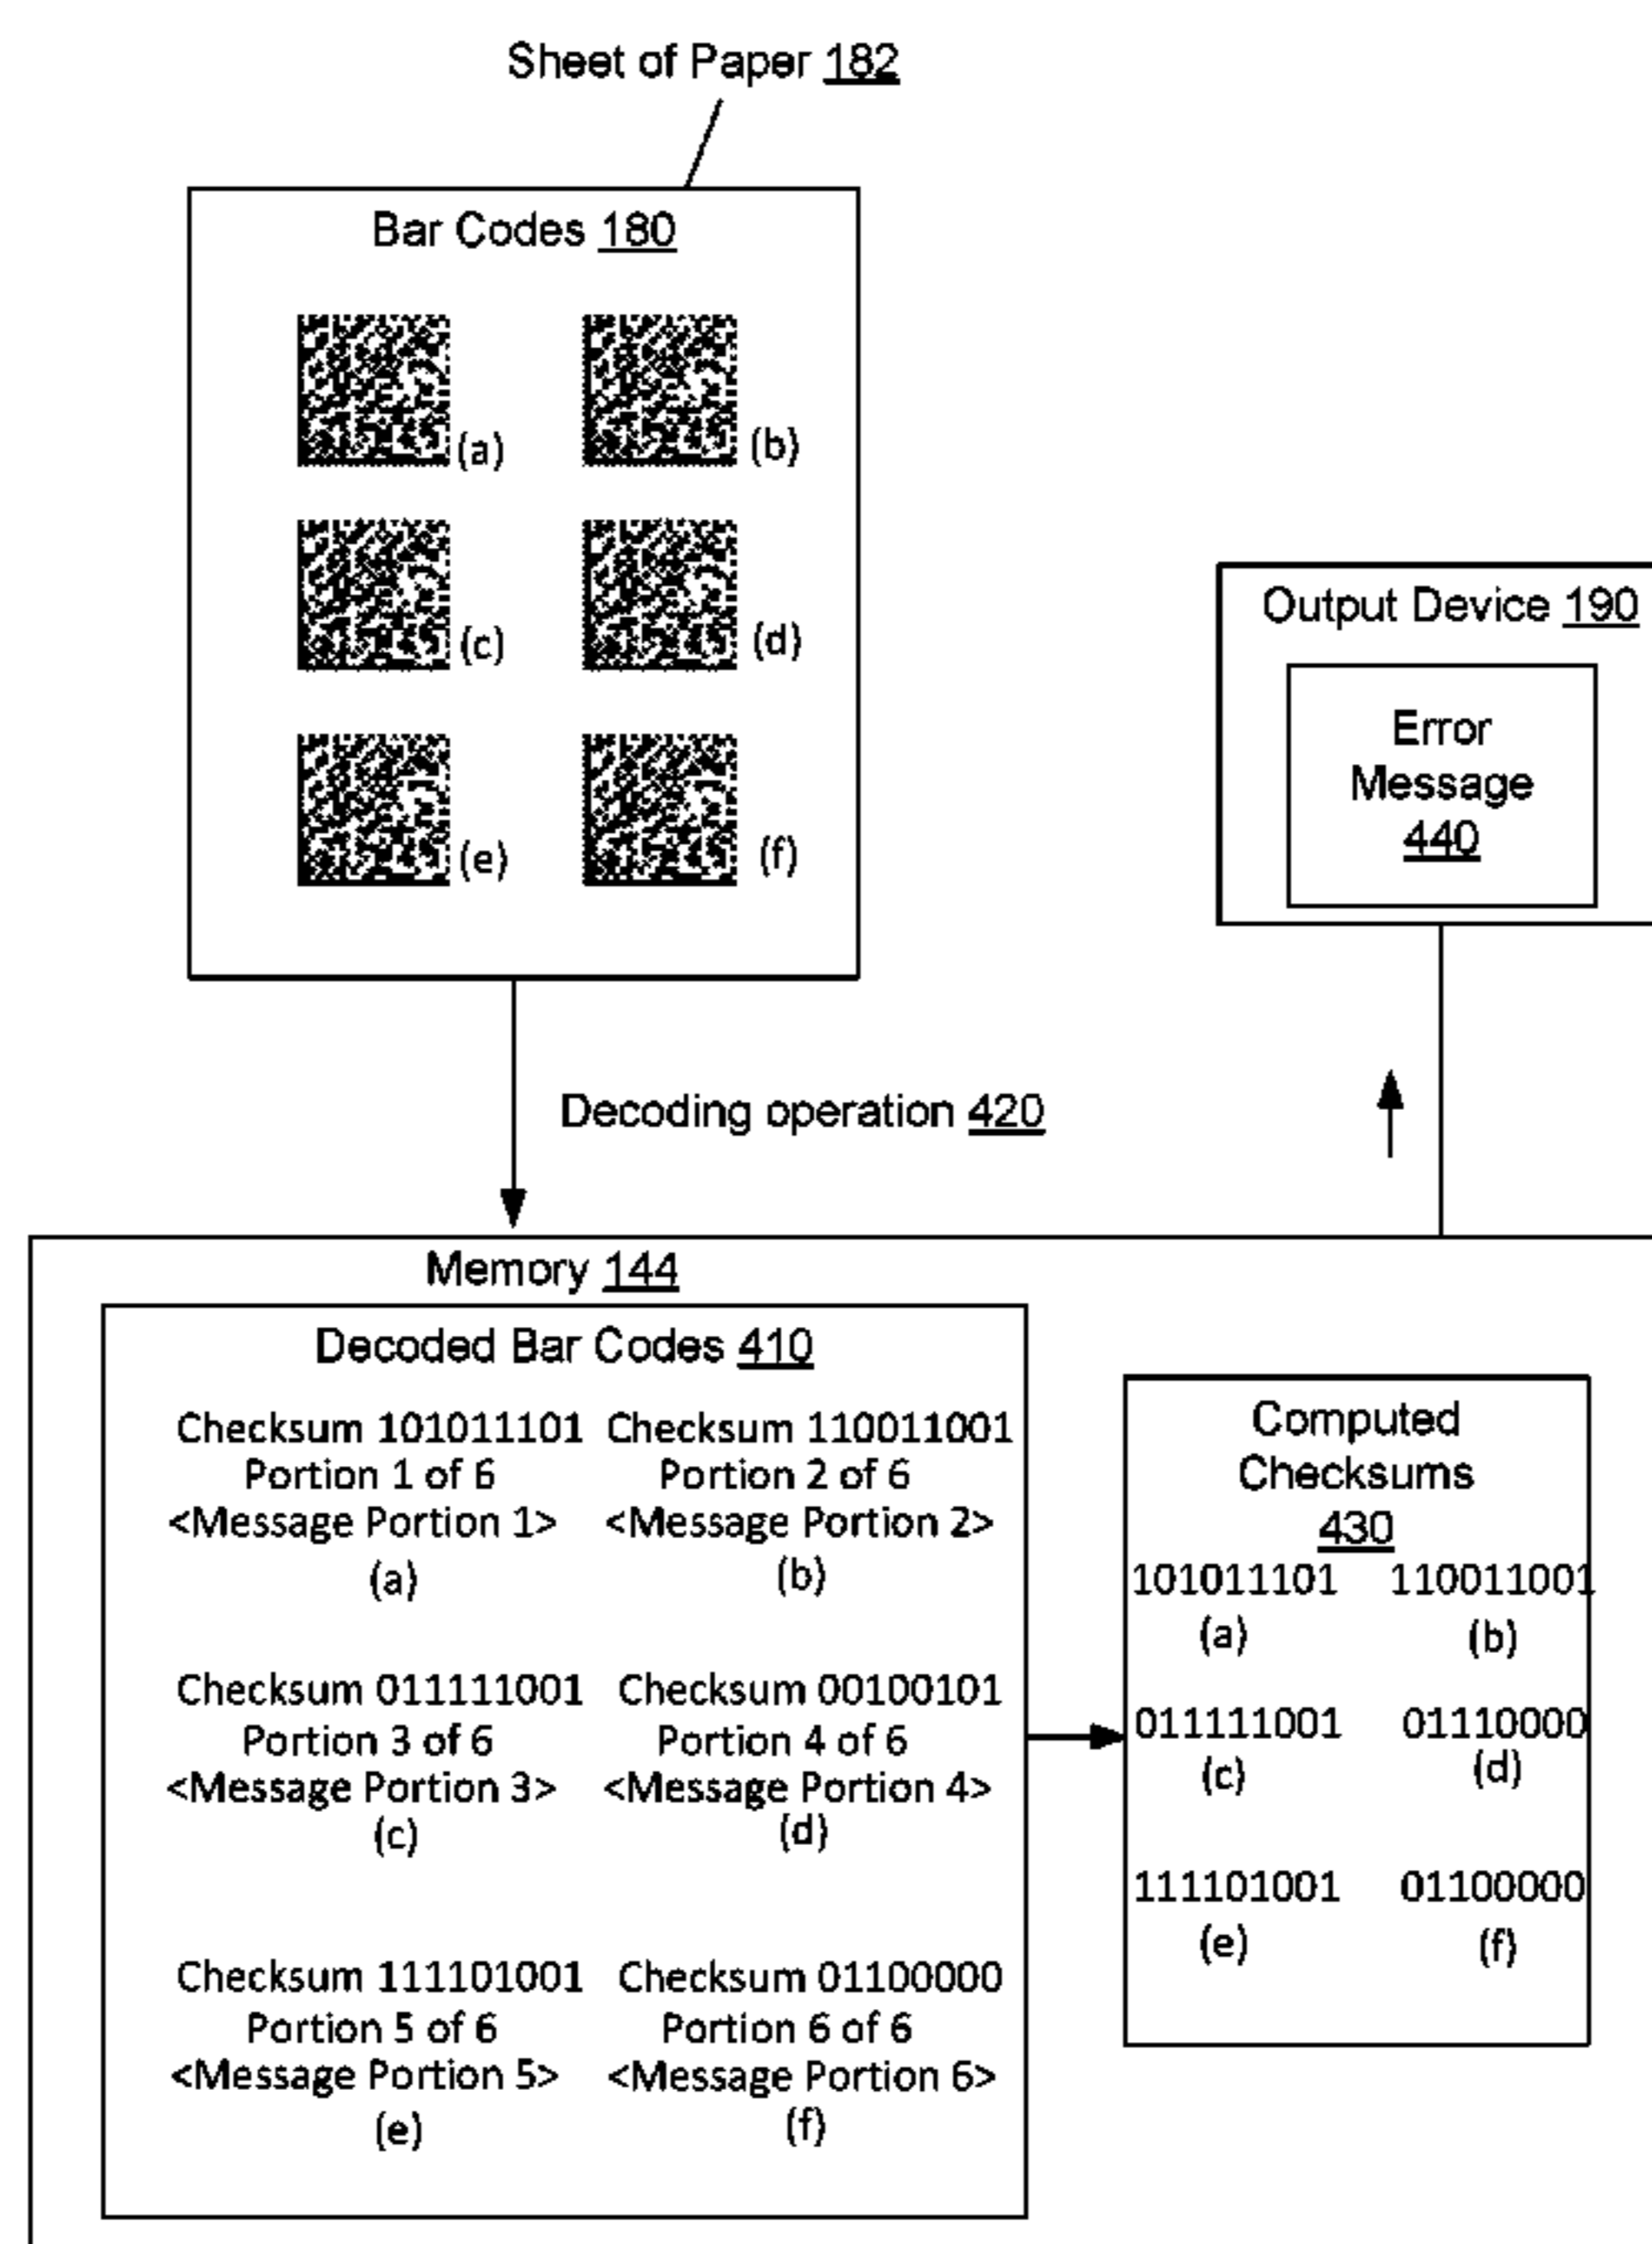 Sheet of Paper 182
Bar Codes 180
(a) (b)
(c) (d)
(e) (f)
Output Device 190
Error
Message
440
Decoding operation 420
Memory 144
Decoded Bar Codes 410
Checksum 101011101 Checksum 110011001
Portion 1 of 6 Portion 2 of 6
<Message Portion 1> <Message Portion 2>
(a) (b)
Checksum 011111001 Checksum 00100101
Portion 3 of 6 Portion 4 of 6
<Message Portion 3> <Message Portion 4>
(c) (d)
Checksum 111101001 Checksum 01100000
Portion 5 of 6 Portion 6 of 6
<Message Portion 5> <Message Portion 6>
(e) (f)
Computed
Checksums
430
101011101 110011001
(a) (b)
011111001 01110000
(c) (d)
111101001 01100000
(e) (f)